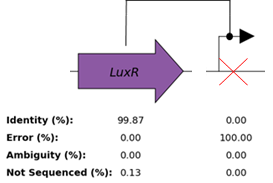 LuxR
Identity (%): 99.87 0.00
Error (%): 0.00 100.00
Ambiguity (%): 0.00 0.00
Not Sequenced (%): 0.13 0.00